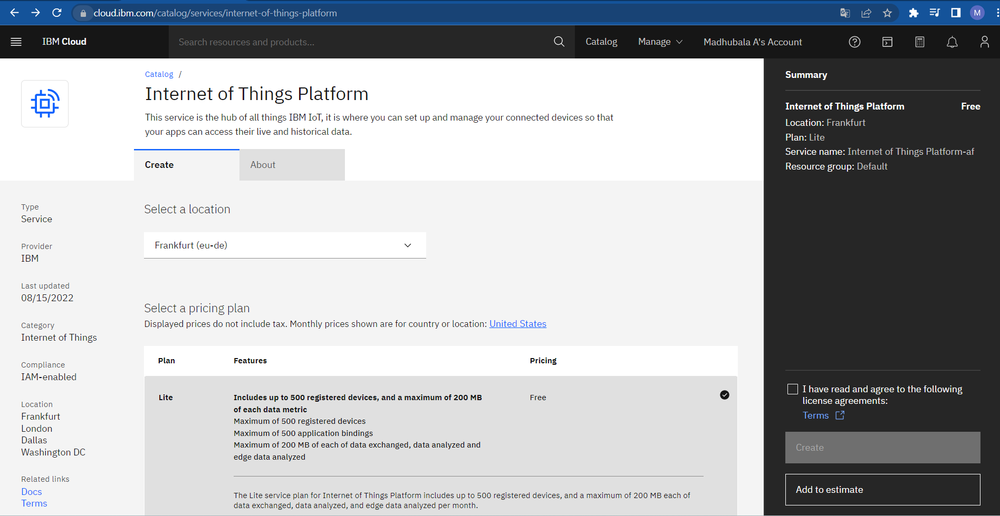 cloud.ibm.com/catalog/services/internet-of-things-platform
M
IBM Cloud
Search resources and products...
Catalog
Manage
Madhubala A's Account
Catalog /
Internet of Things Platform
This service is the hub of all things IBM IoT, it is where you can set up and manage your connected devices so that
your apps can access their live and historical data.
Create
About
Type
Service
Provider
IBM
Last updated
08/15/2022
Category
Internet of Things
Compliance
IAM-enabled
Location
Frankfurt
London
Dallas
Washington DC
Related links
Docs
Terms
Select a location
Frankfurt (eu-de)
Select a pricing plan
Displayed prices do not include tax. Monthly prices shown are for country or location: United States
Plan Features Pricing
Lite
Includes up to 500 registered devices, and a maximum of 200 MB
of each data metric
Maximum of 500 registered devices
Maximum of 500 application bindings
Maximum of 200 MB of each of data exchanged, data analyzed and
edge data analyzed
Free
The Lite service plan for Internet of Things Platform includes up to 500 registered devices, and a maximum of 200 MB each of
data exchanged, data analyzed, and edge data analyzed per month.
Summary
Internet of Things Platform Free
Location: Frankfurt
Plan: Lite
Service name: Internet of Things Platform-af
Resource group: Default
I have read and agree to the following
license agreements:
Terms
Create
Add to estimate